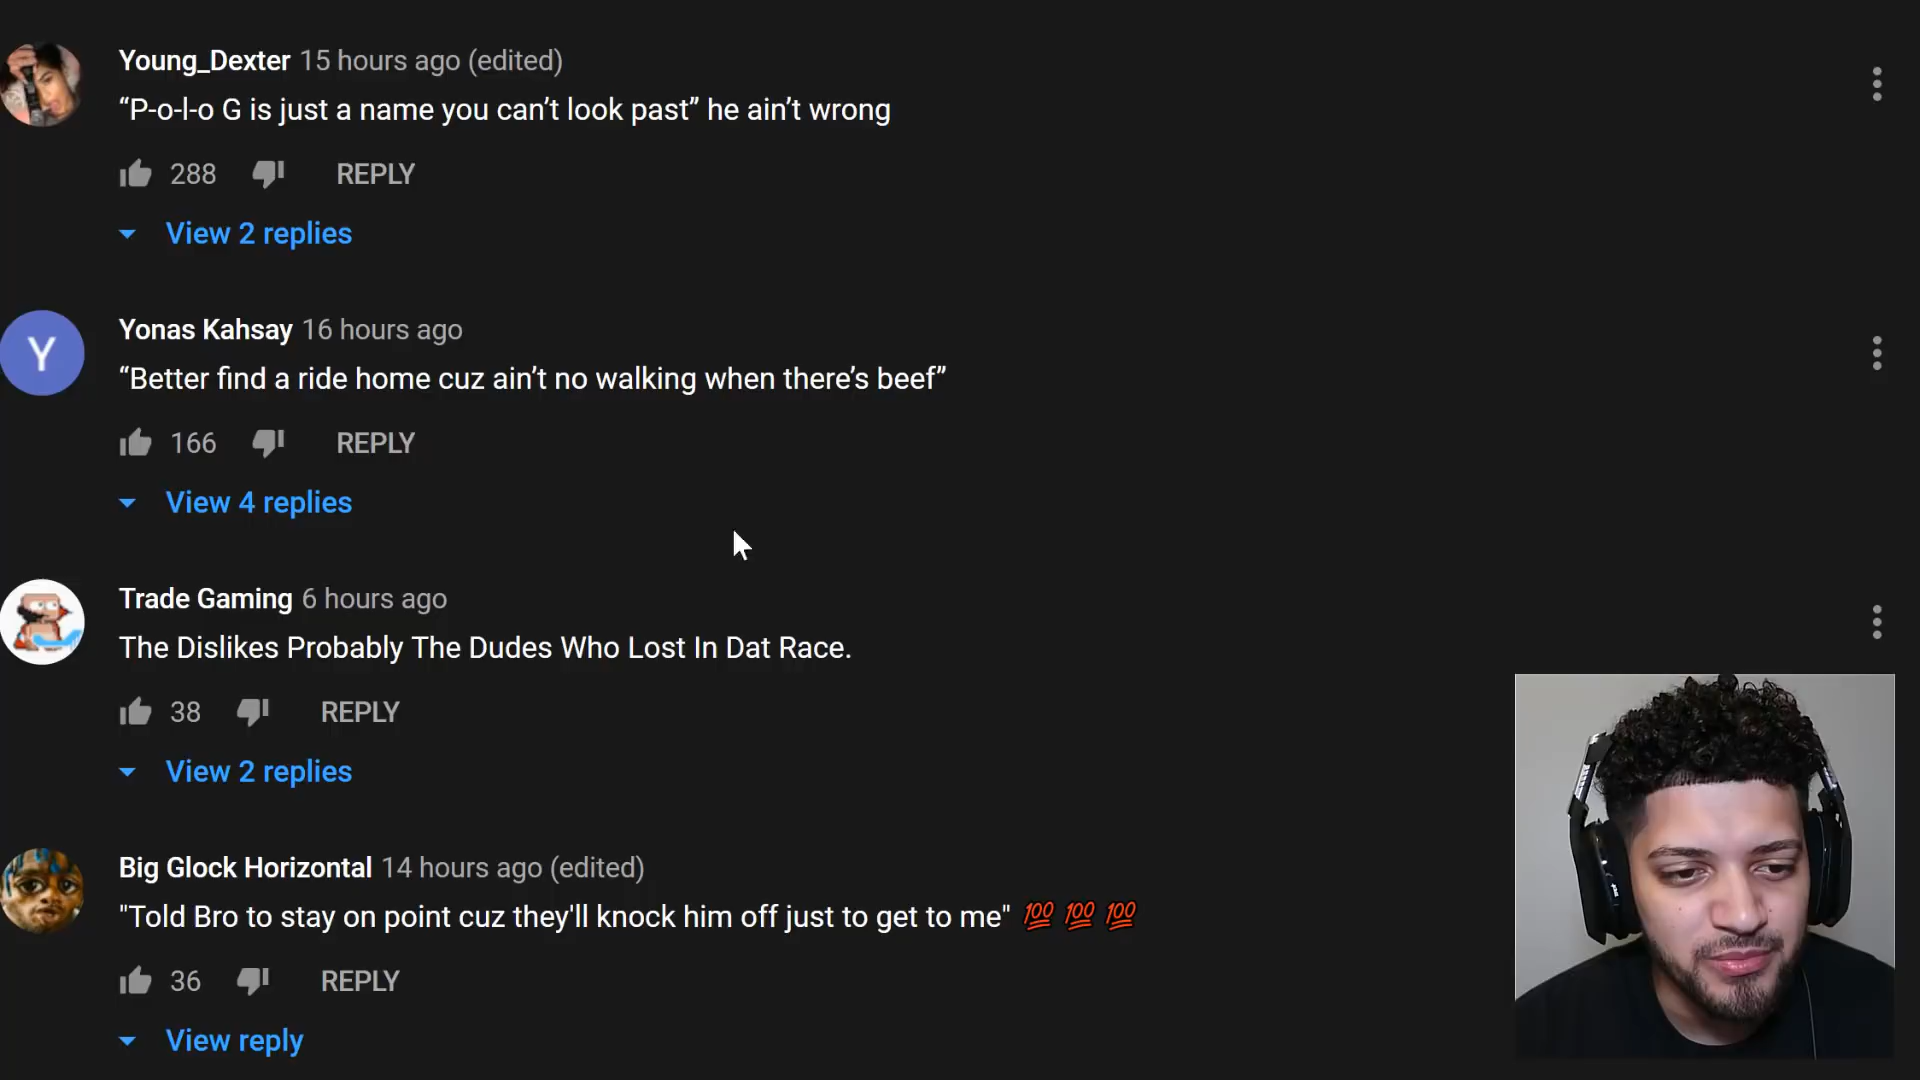 Young_Dexter 15 hours ago (edited)
“P-o-l-o G is just a name you can’t look past” he ain’t wrong
288 REPLY
View 2 replies
Y
Yonas Kahsay 16 hours ago
“Better find a ride home cuz ain’t no walking when there’s beef”
166 REPLY
View 4 replies
Trade Gaming 6 hours ago
The Dislikes Probably The Dudes Who Lost In Dat Race.
38 REPLY
View 2 replies
Big Glock Horizontal 14 hours ago (edited)
"Told Bro to stay on point cuz they'll knock him off just to get to me" 💯 💯 💯
36 REPLY
View reply